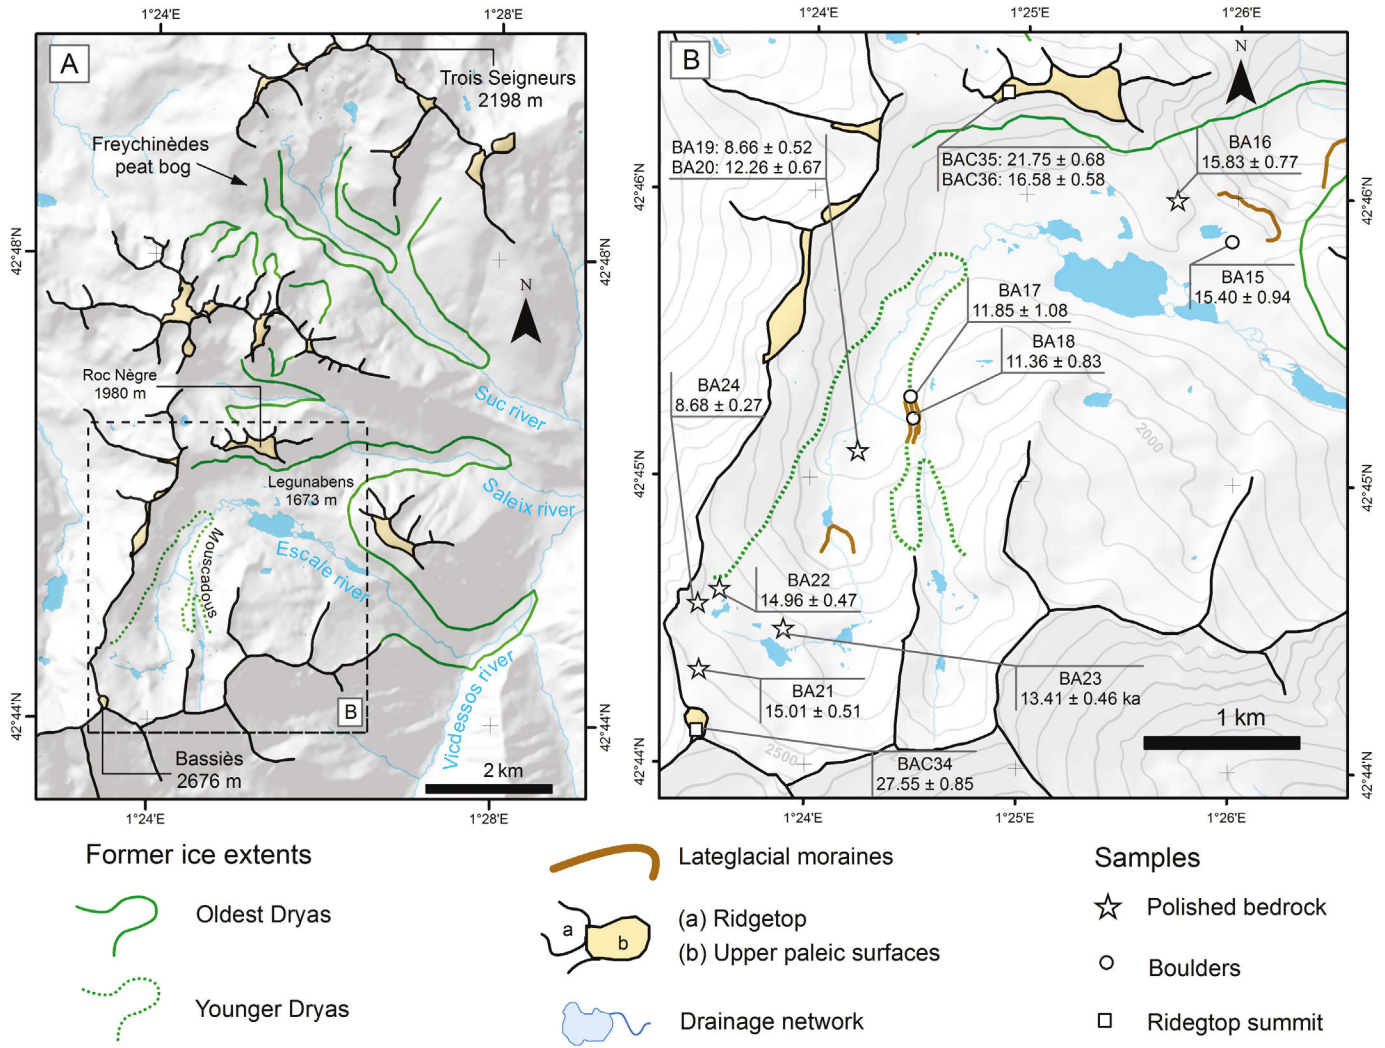 1°24'E
1°28'E
A
Trois Seigneurs
2198 m
Freychinèdes
peat bog
42°48'N
42°48'N
N
Roc Nègre
1980 m
Suc river
Legunabens
1673 m
Saleix river
Escale river
Mouscadous
Vicdessos river
B
42°44'N
42°44'N
Bassiès
2676 m
2 km
1°24'E
1°28'E
1°24'E
1°25'E
1°26'E
B
N
BA19: 8.66 ± 0.52
BA20: 12.26 ± 0.67
BAC35: 21.75 ± 0.68
BAC36: 16.58 ± 0.58
BA16
15.83 ± 0.77
42°46'N
42°46'N
BA15
15.40 ± 0.94
BA17
11.85 ± 1.08
BA18
11.36 ± 0.83
BA24
8.68 ± 0.27
2000
42°45'N
42°45'N
BA22
14.96 ± 0.47
BA23
13.41 ± 0.46 ka
BA21
15.01 ± 0.51
1 km
2500
BAC34
27.55 ± 0.85
42°44'N
42°44'N
1°24'E
1°25'E
1°26'E
Former ice extents
Oldest Dryas
Younger Dryas
Lateglacial moraines
a
b
(a) Ridgetop
(b) Upper paleic surfaces
Drainage network
Samples
Polished bedrock
Boulders
Ridegtop summit